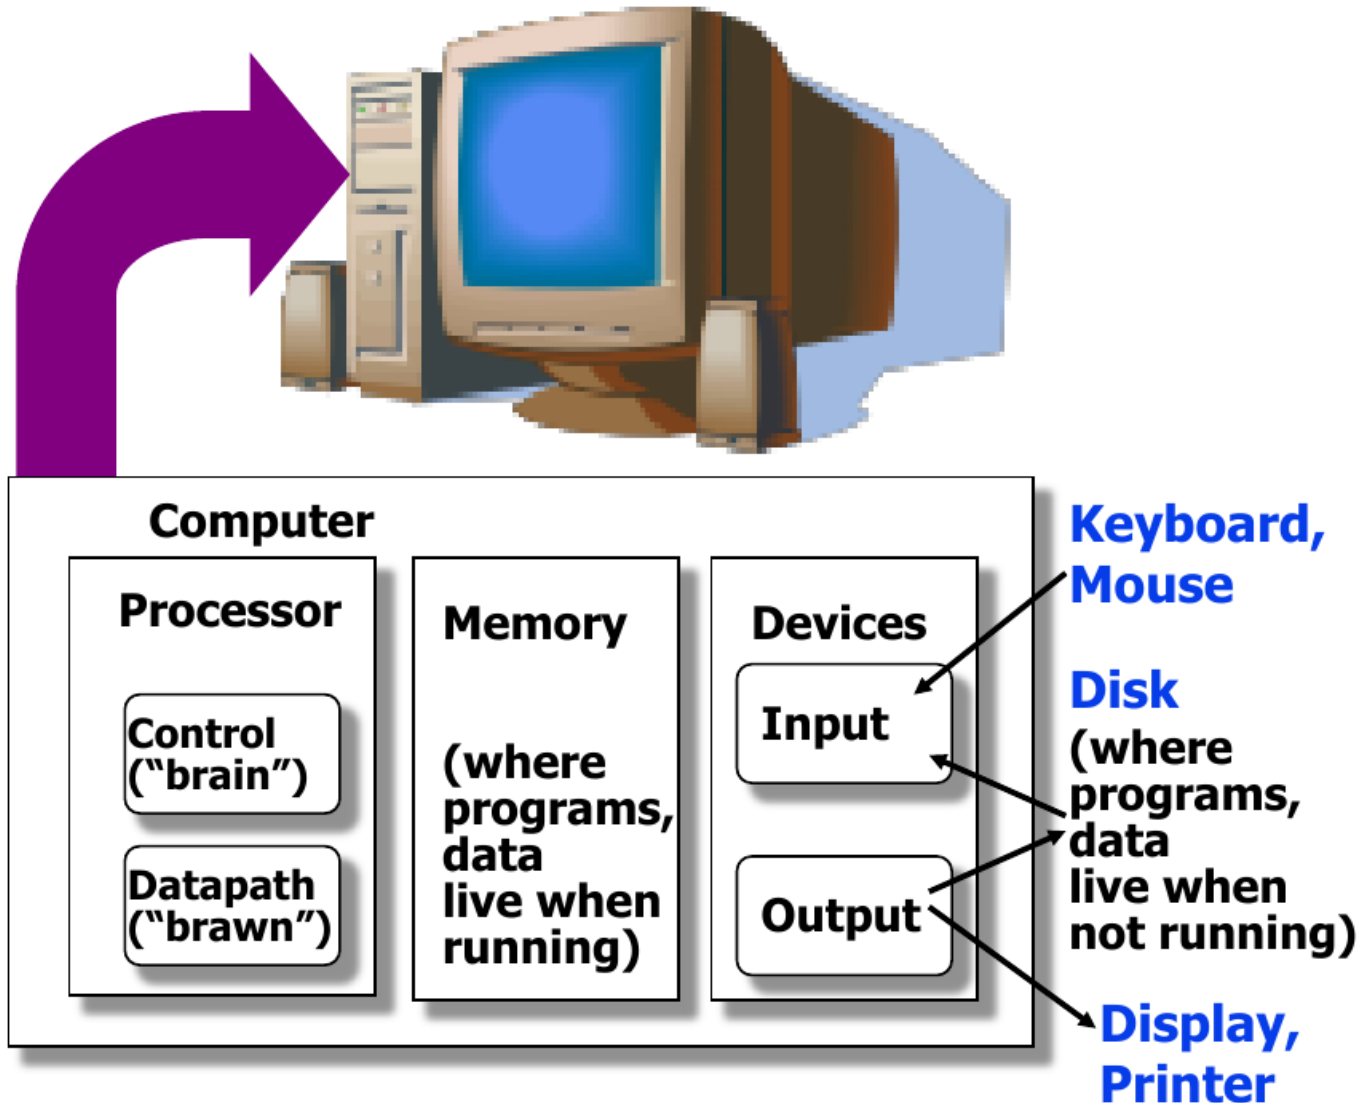 Computer
Processor
Control
(“brain”)
Datapath
(“brawn”)
Memory
(where
programs,
data
live when
running)
Devices
Input
Output
Keyboard,
Mouse
Disk
(where
programs,
data
live when
not running)
Display,
Printer